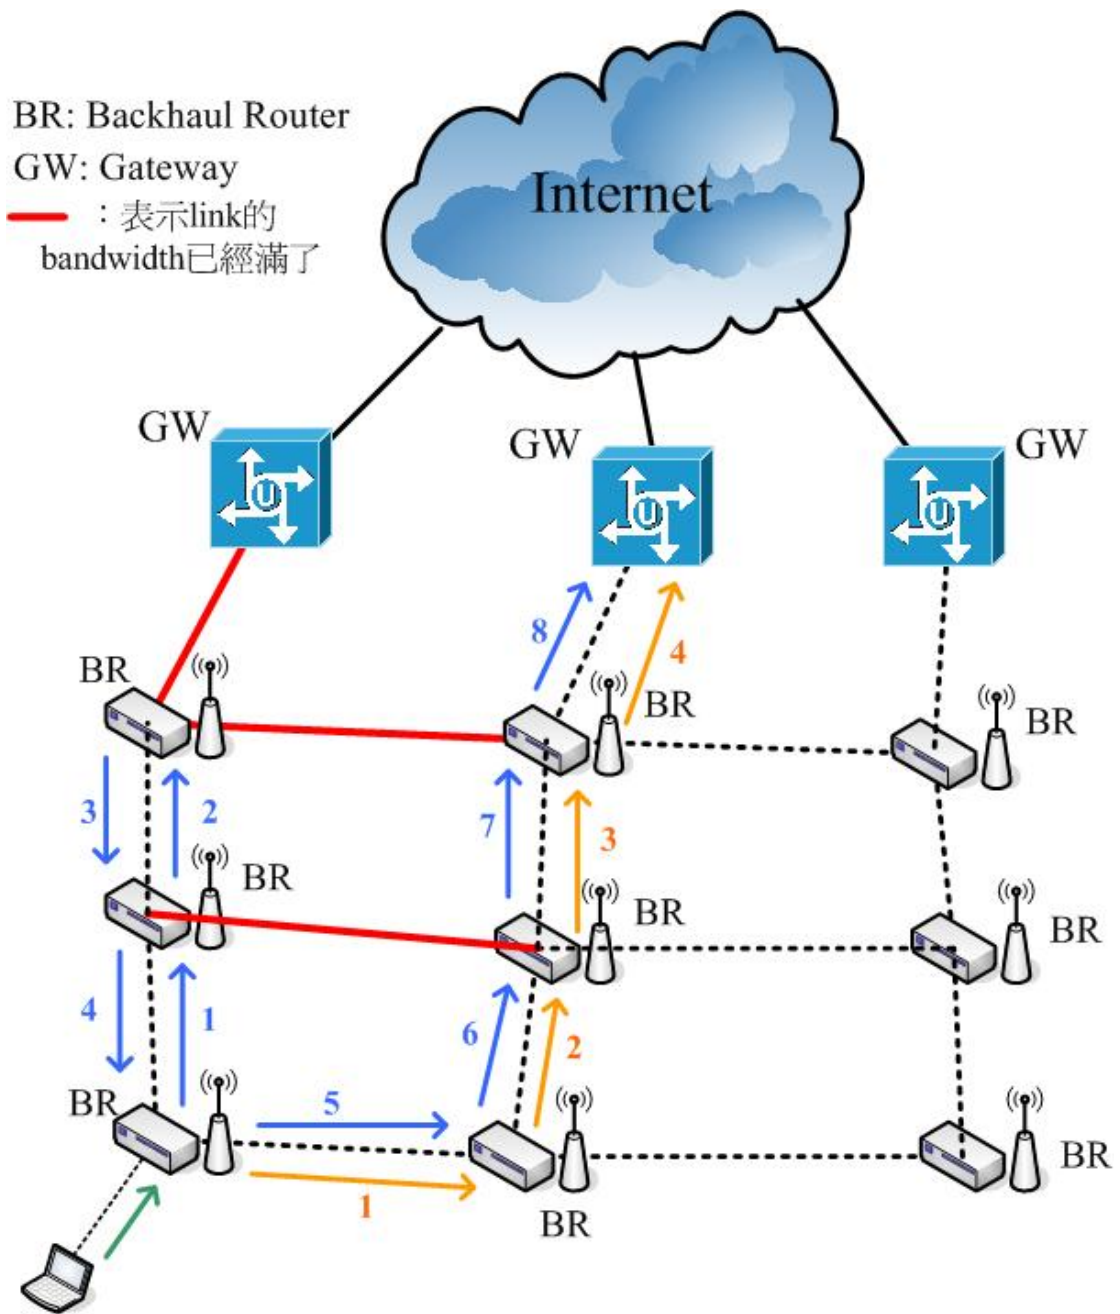 BR: Backhaul Router
GW: Gateway
：表示link的
bandwidth已經滿了
Internet
GW
GW
GW
U
U
U
8
4
BR
BR
BR
3
2
7
3
BR
BR
BR
4
1
6
2
BR
5
BR
1
BR